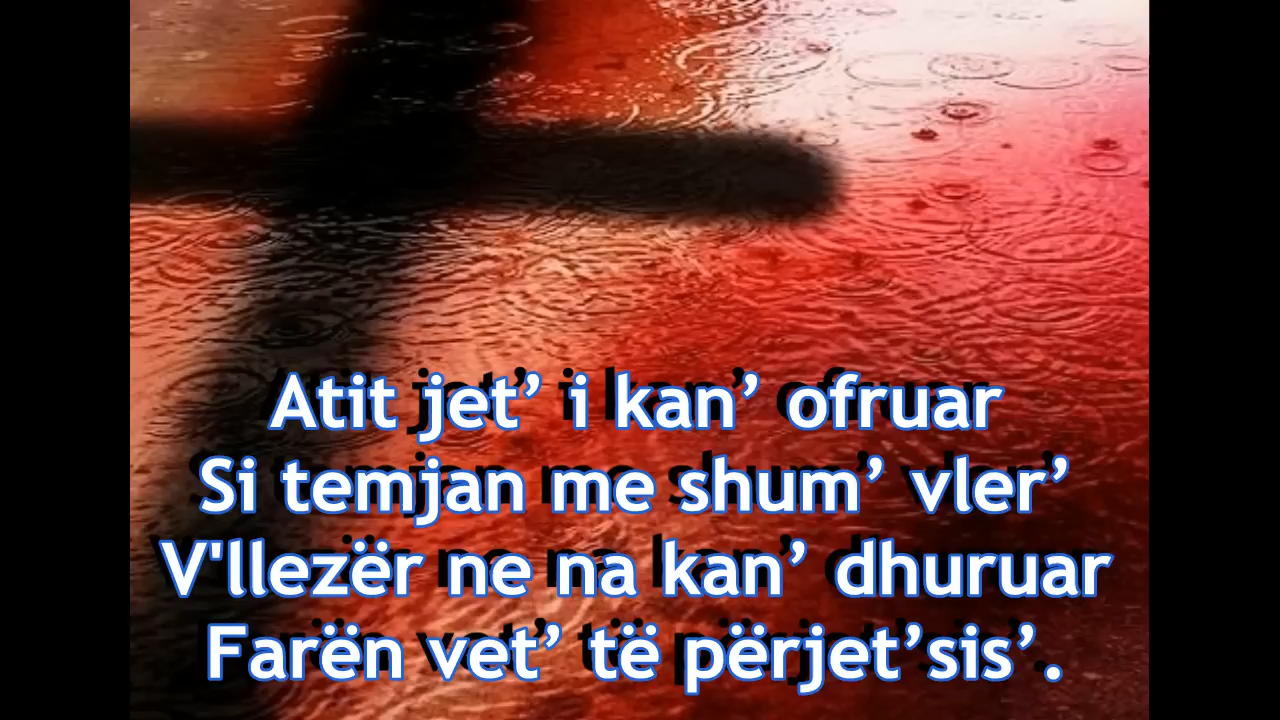 Atit jet’ i kan’ ofruar
Si temjan me shum’ vler’
V'llezër ne na kan’ dhuruar
Farën vet’ të përjet’sis’.